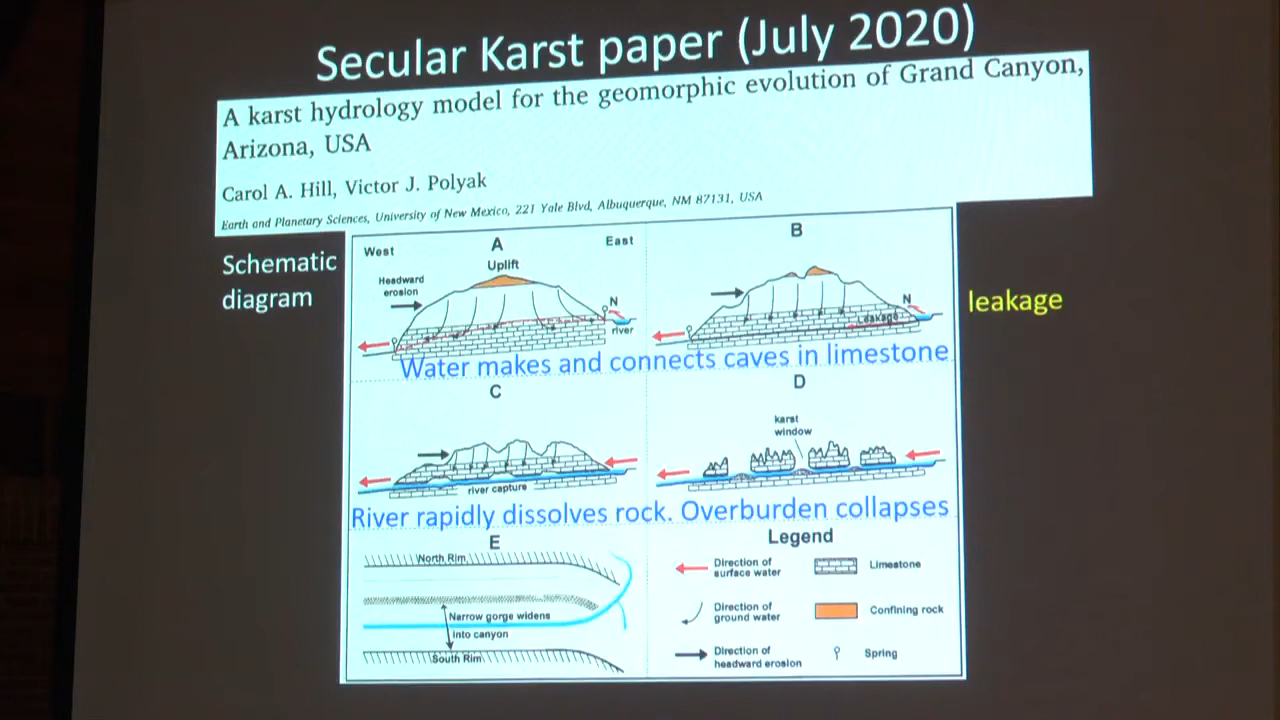 Secular Karst paper (July 2020)
A karst hydrology model for the geomorphic evolution of Grand Canyon,
Arizona, USA
Carol A. Hill, Victor J. Polyak
Earth and Planetary Sciences, University of New Mexico, 221 Yale Blvd, Albuquerque, NM 87131, USA
Schematic
diagram
leakage
West
A
East
Uplift
Headward
erosion
N
river
B
N
Leakage
Water makes and connects caves in limestone
C
river capture
D
karst
window
River rapidly dissolves rock. Overburden collapses
E
North Rim
Narrow gorge widens
into canyon
South Rim
Legend
Direction of
surface water
Limestone
Direction of
ground water
Confining rock
Direction of
headward erosion
Spring